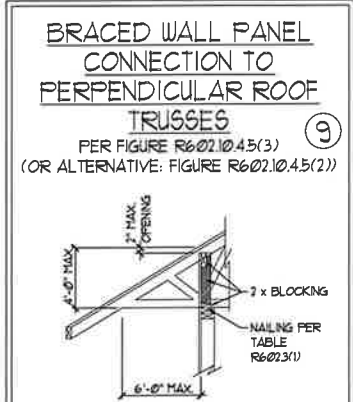 BRACED WALL PANEL
CONNECTION TO
PERPENDICULAR ROOF
TRUSSES
9
PER FIGURE R602.10.4.5(3)
(OR ALTERNATIVE: FIGURE R602.10.4.5(2))
2" MAX.
OPENING
4'-0" MAX.
2 x BLOCKING
NAILING PER
TABLE
R602.3(1)
6'-0" MAX.